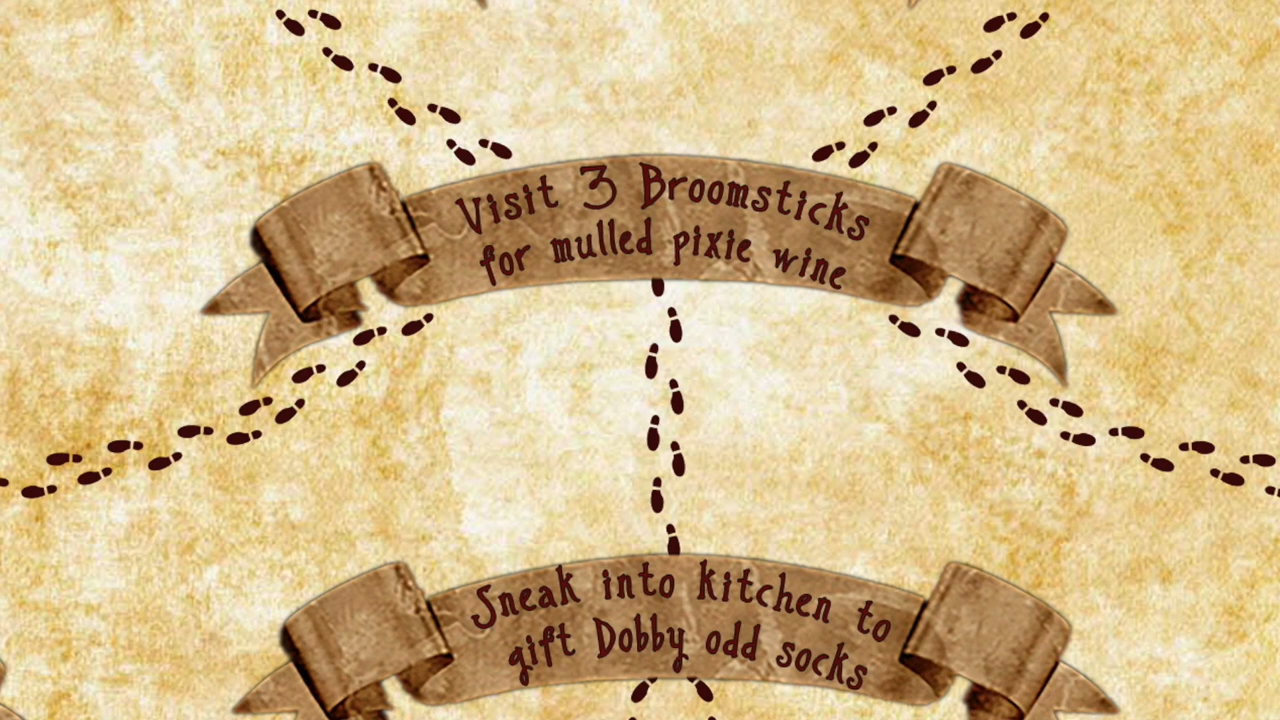 Visit 3 Broomsticks
for mulled pixie wine
Sneak into kitchen to
gift Dobby odd socks